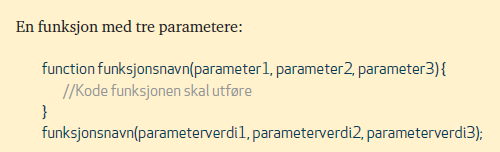 En funksjon med tre parametere:
function funksjonsnavn(parameter1, parameter2, parameter3) {
//Kode funksjonen skal utføre
}
funksjonsnavn(parameterverdi1, parameterverdi2, parameterverdi3);